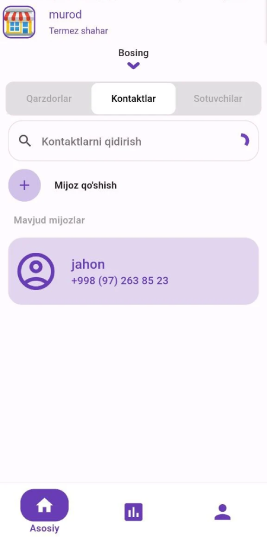 murod
Termez shahar
Bosing
Qarzdorlar
Kontaktlar
Sotuvchilar
Kontaktlarni qidirish
Mijoz qo'shish
Mavjud mijozlar
jahon
+998 (97) 263 85 23
Asosiy